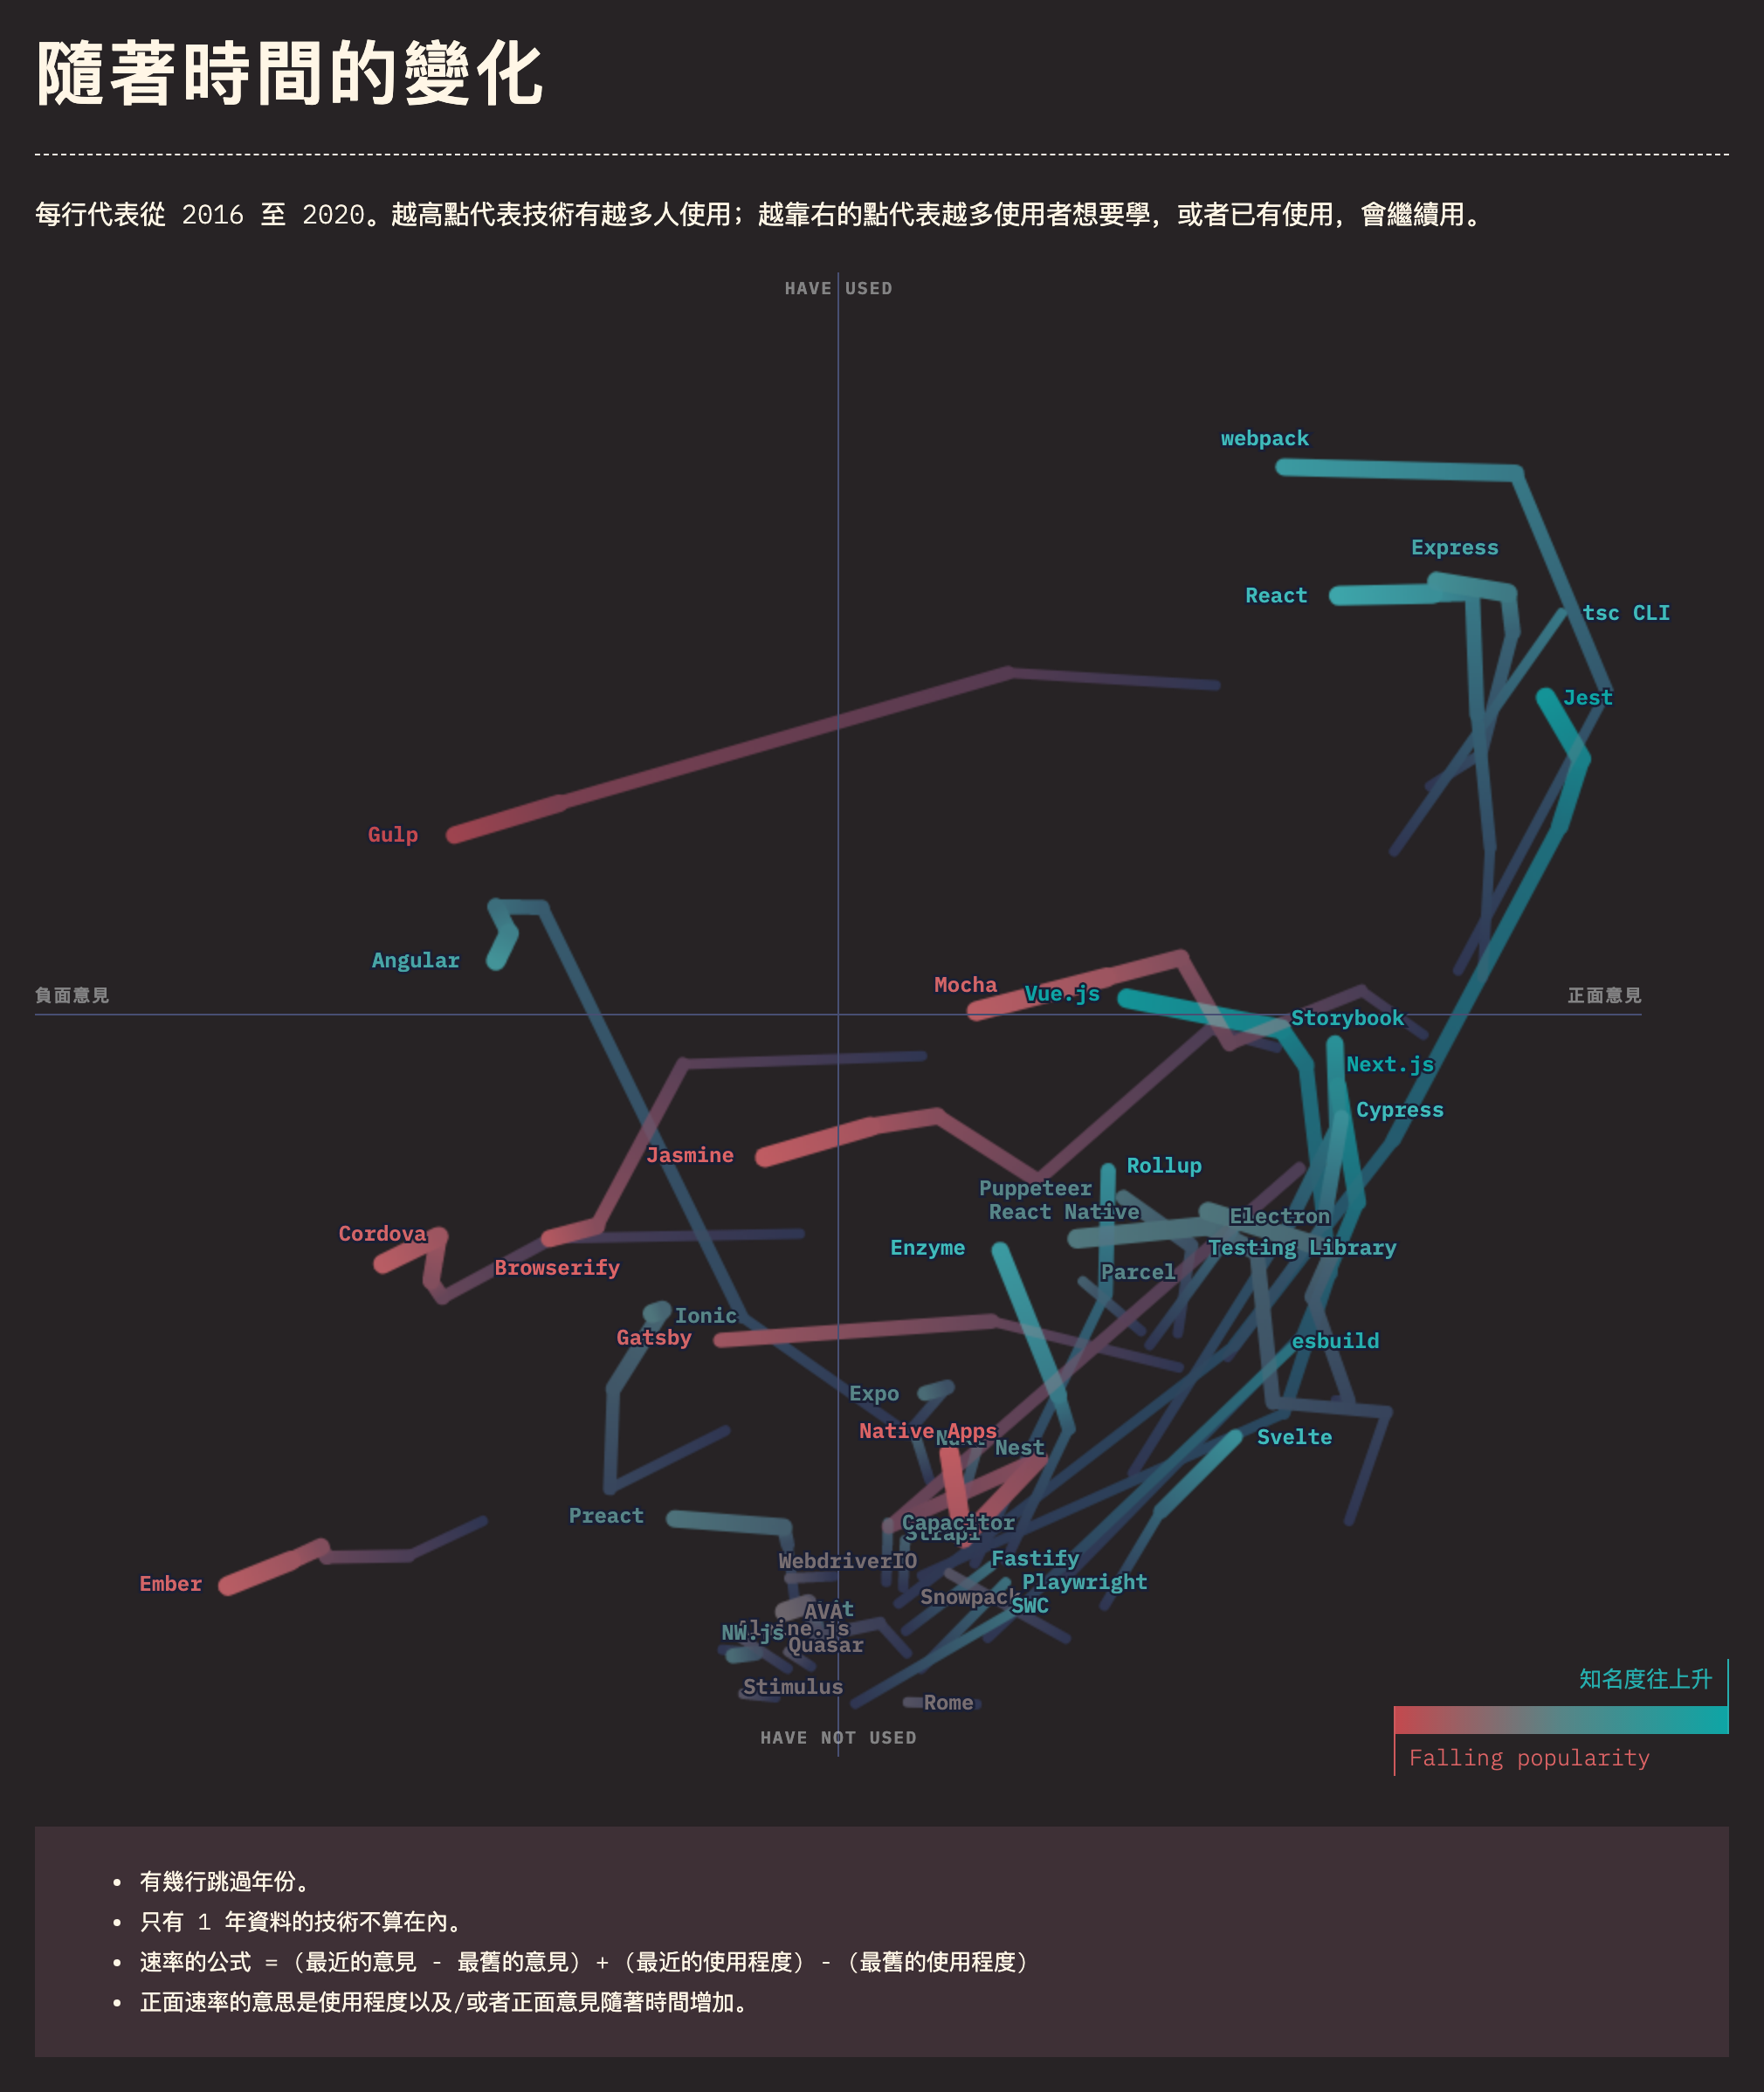 隨著時間的變化
每行代表從 2016 至 2020。越高點代表技術有越多人使用；越靠右的點代表越多使用者想要學，或者已有使用，會繼續用。
HAVE USED
webpack
Express
React
tsc CLI
Jest
Gulp
Angular
Mocha
Vue.js
負面意見
正面意見
Storybook
Next.js
Cypress
Jasmine
Rollup
Puppeteer
React Native
Electron
Cordova
Enzyme
Testing Library
Browserify
Parcel
Ionic
Gatsby
esbuild
Expo
Native Apps
Svelte
Nest
Preact
Capacitor
Strapi
WebdriverIO
Fastify
Ember
Playwright
Snowpack
SWC
AVA
Alpine.js
NW.js
Quasar
Stimulus
Rome
HAVE NOT USED
知名度往上升
Falling popularity
有幾行跳過年份。
只有 1 年資料的技術不算在內。
速率的公式 = (最近的意見 - 最舊的意見) + (最近的使用程度) - (最舊的使用程度)
正面速率的意思是使用程度以及/或者正面意見隨著時間增加。